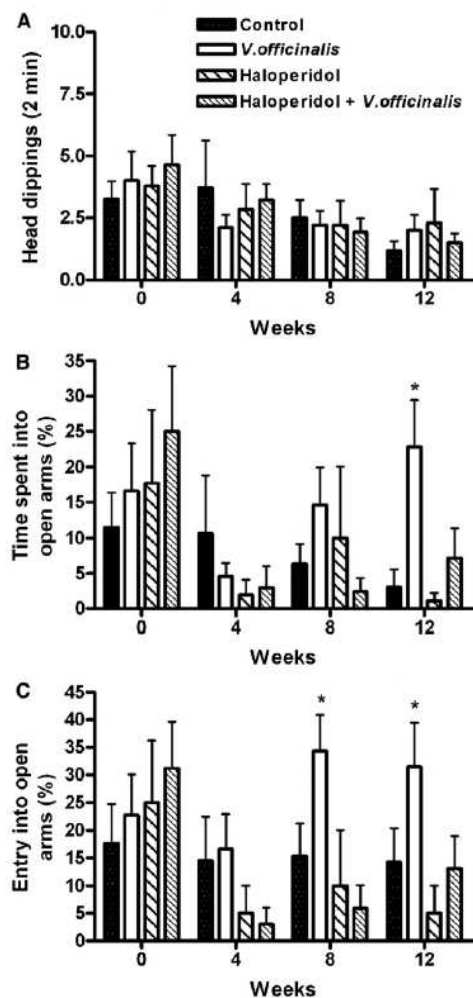 A
Control
V.officinalis
Haloperidol
Haloperidol + V.officinalis
Head dippings (2 min)
10.0
7.5
5.0
2.5
0.0
0 4 8 12
Weeks
B
Time spent into
open arms (%)
35
30
25
20
15
10
5
0
*
0 4 8 12
Weeks
C
Entry into open
arms (%)
45
40
35
30
25
20
15
10
5
0
* *
0 4 8 12
Weeks